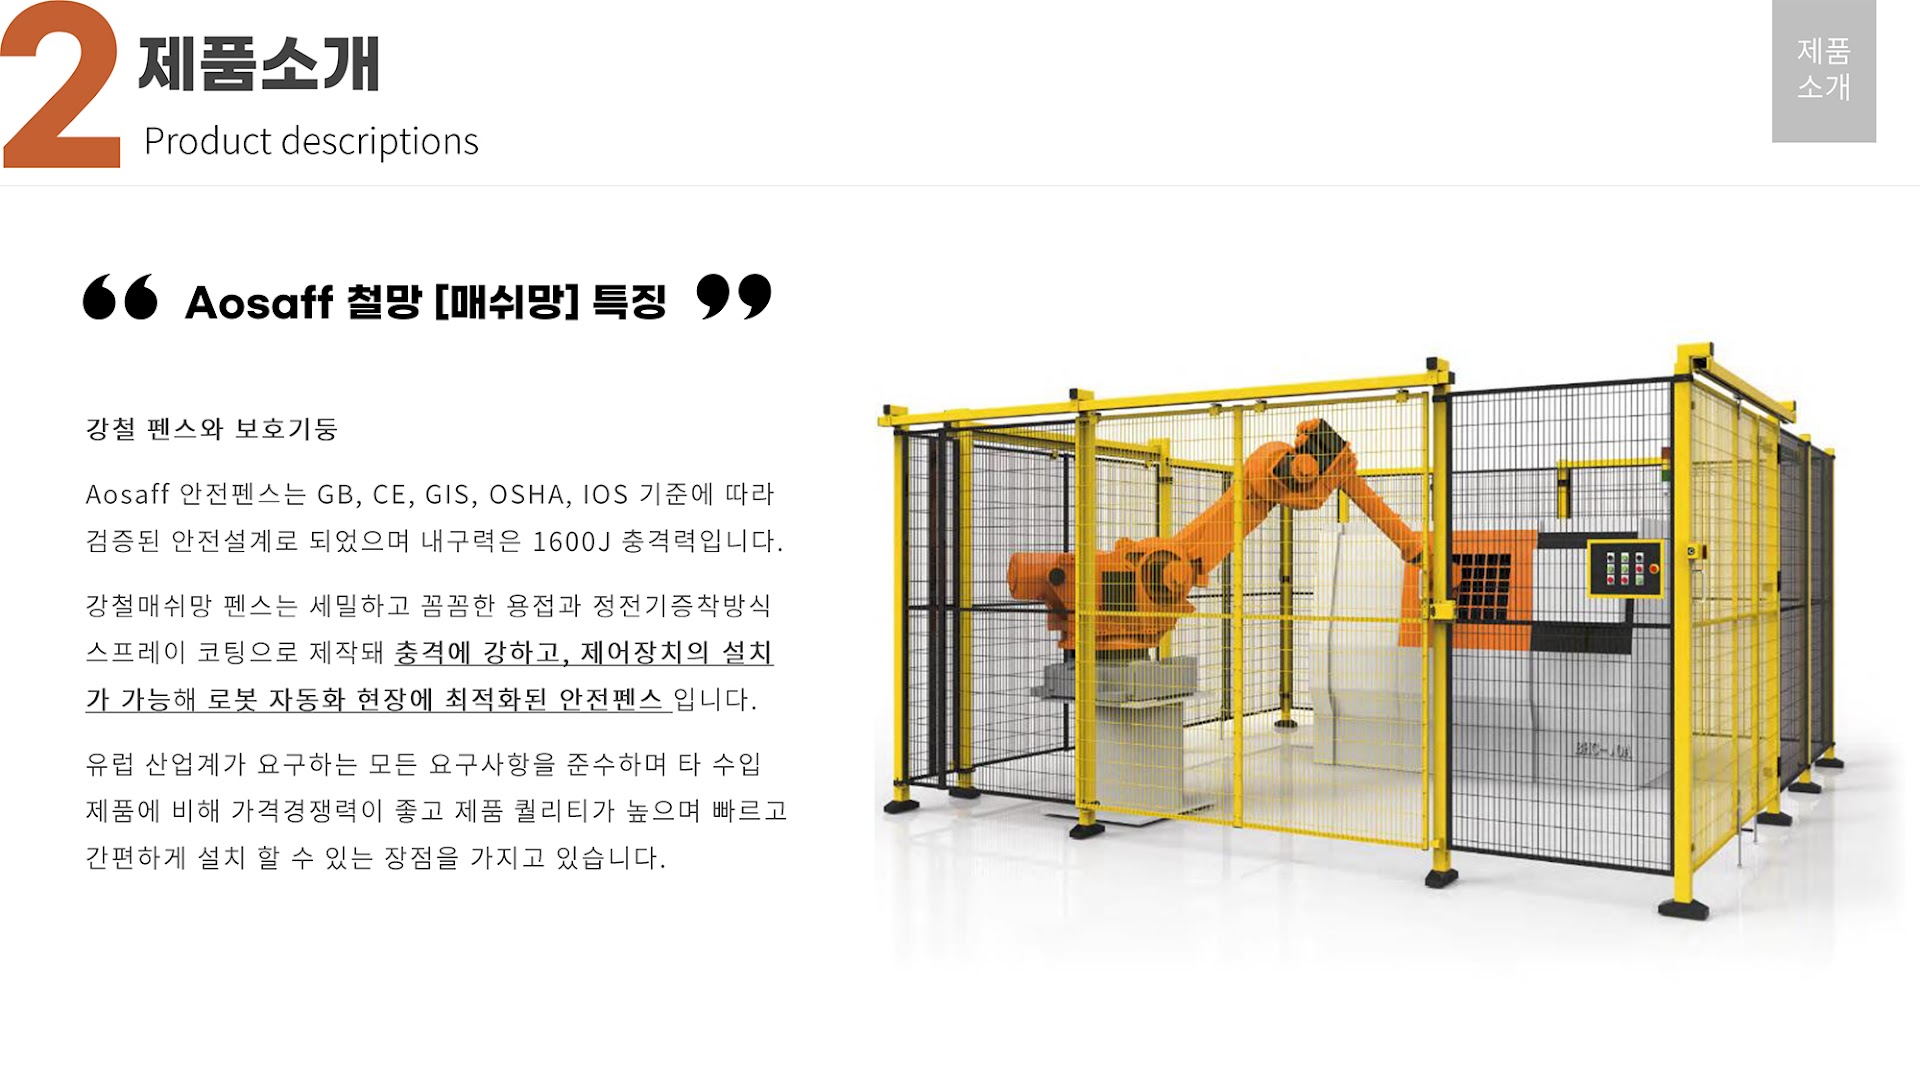 2 제품소개
Product descriptions
제품
소개
“ Aosaff 철망 [매쉬망] 특징 ”
강철 펜스와 보호기둥
Aosaff 안전펜스는 GB, CE, GIS, OSHA, IOS 기준에 따라
검증된 안전설계로 되었으며 내구력은 1600J 충격력입니다.
강철매쉬망 펜스는 세밀하고 꼼꼼한 용접과 정전기증착방식
스프레이 코팅으로 제작돼 충격에 강하고, 제어장치의 설치
가 가능해 로봇 자동화 현장에 최적화된 안전펜스 입니다.
유럽 산업계가 요구하는 모든 요구사항을 준수하며 타 수입
제품에 비해 가격경쟁력이 좋고 제품 퀄리티가 높으며 빠르고
간편하게 설치 할 수 있는 장점을 가지고 있습니다.